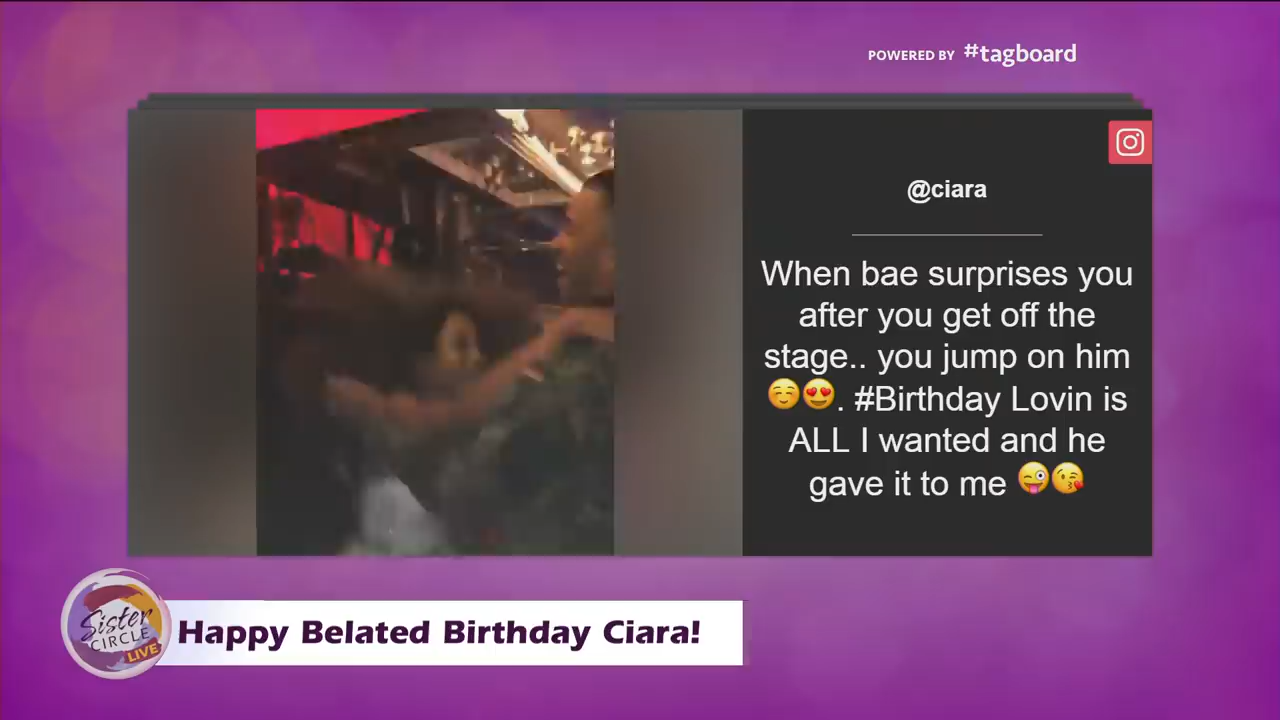 POWERED BY #tagboard
@ciara
When bae surprises you
after you get off the
stage.. you jump on him
☺️😍. #Birthday Lovin is
ALL I wanted and he
gave it to me 😜😘
Sister
CIRCLE
LIVE
Happy Belated Birthday Ciara!